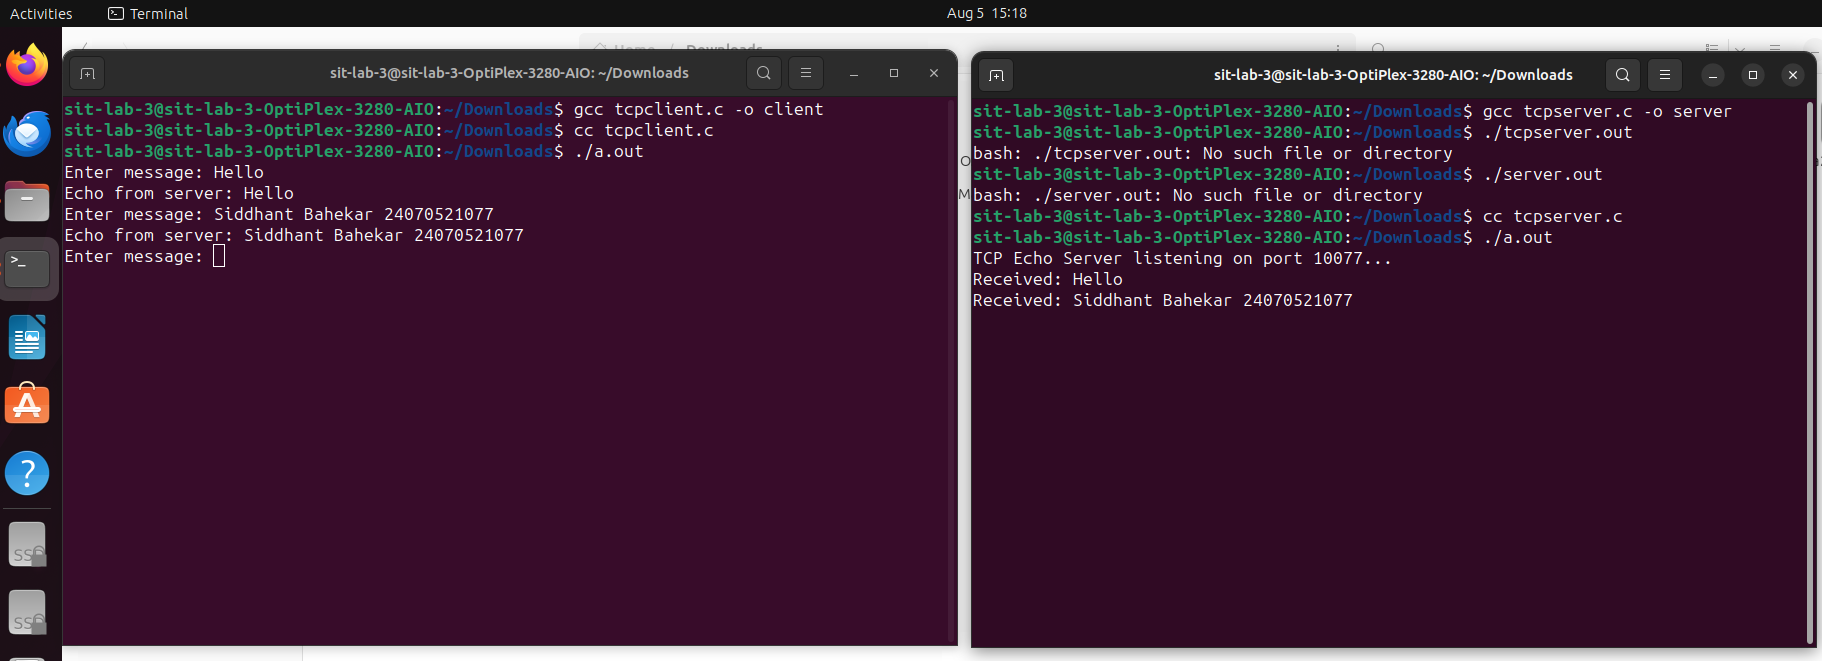 Activities
Terminal
Aug 5 15:18
Home / Downloads
sit-lab-3@sit-lab-3-OptiPlex-3280-AIO: ~/Downloads
sit-lab-3@sit-lab-3-OptiPlex-3280-AIO:~/Downloads$ gcc tcpclient.c -o client
sit-lab-3@sit-lab-3-OptiPlex-3280-AIO:~/Downloads$ cc tcpclient.c
sit-lab-3@sit-lab-3-OptiPlex-3280-AIO:~/Downloads$ ./a.out
Enter message: Hello
Echo from server: Hello
Enter message: Siddhant Bahekar 24070521077
Echo from server: Siddhant Bahekar 24070521077
Enter message:
sit-lab-3@sit-lab-3-OptiPlex-3280-AIO: ~/Downloads
sit-lab-3@sit-lab-3-OptiPlex-3280-AIO:~/Downloads$ gcc tcpserver.c -o server
sit-lab-3@sit-lab-3-OptiPlex-3280-AIO:~/Downloads$ ./tcpserver.out
bash: ./tcpserver.out: No such file or directory
sit-lab-3@sit-lab-3-OptiPlex-3280-AIO:~/Downloads$ ./server.out
bash: ./server.out: No such file or directory
sit-lab-3@sit-lab-3-OptiPlex-3280-AIO:~/Downloads$ cc tcpserver.c
sit-lab-3@sit-lab-3-OptiPlex-3280-AIO:~/Downloads$ ./a.out
TCP Echo Server listening on port 10077...
Received: Hello
Received: Siddhant Bahekar 24070521077